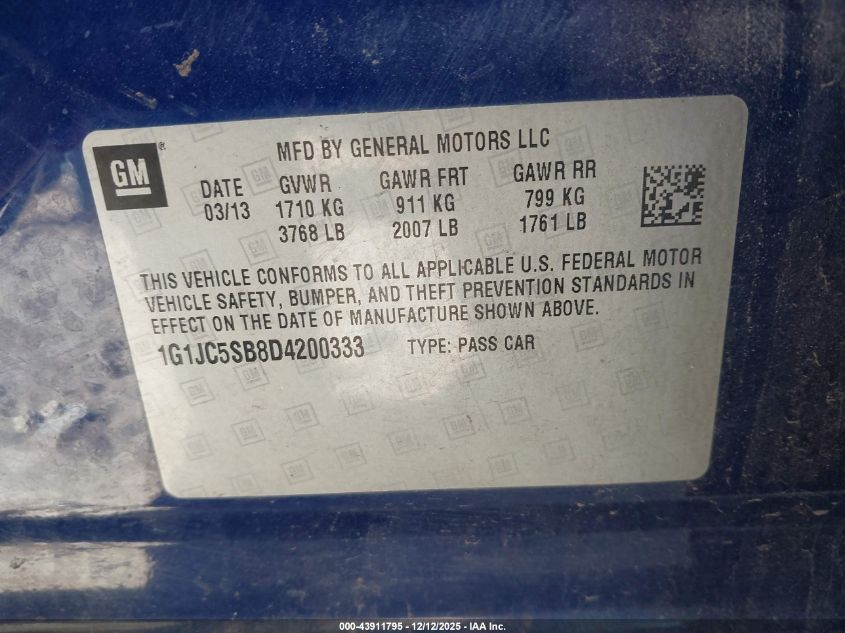 GM
MFD BY GENERAL MOTORS LLC
DATE GVWR GAWR FRT GAWR RR
03/13 1710 KG 911 KG 799 KG
3768 LB 2007 LB 1761 LB
THIS VEHICLE CONFORMS TO ALL APPLICABLE U.S. FEDERAL MOTOR
VEHICLE SAFETY, BUMPER, AND THEFT PREVENTION STANDARDS IN
EFFECT ON THE DATE OF MANUFACTURE SHOWN ABOVE.
1G1JC5SB8D4200333 TYPE: PASS CAR
000-43911795 - 12/12/2025 - IAA Inc.